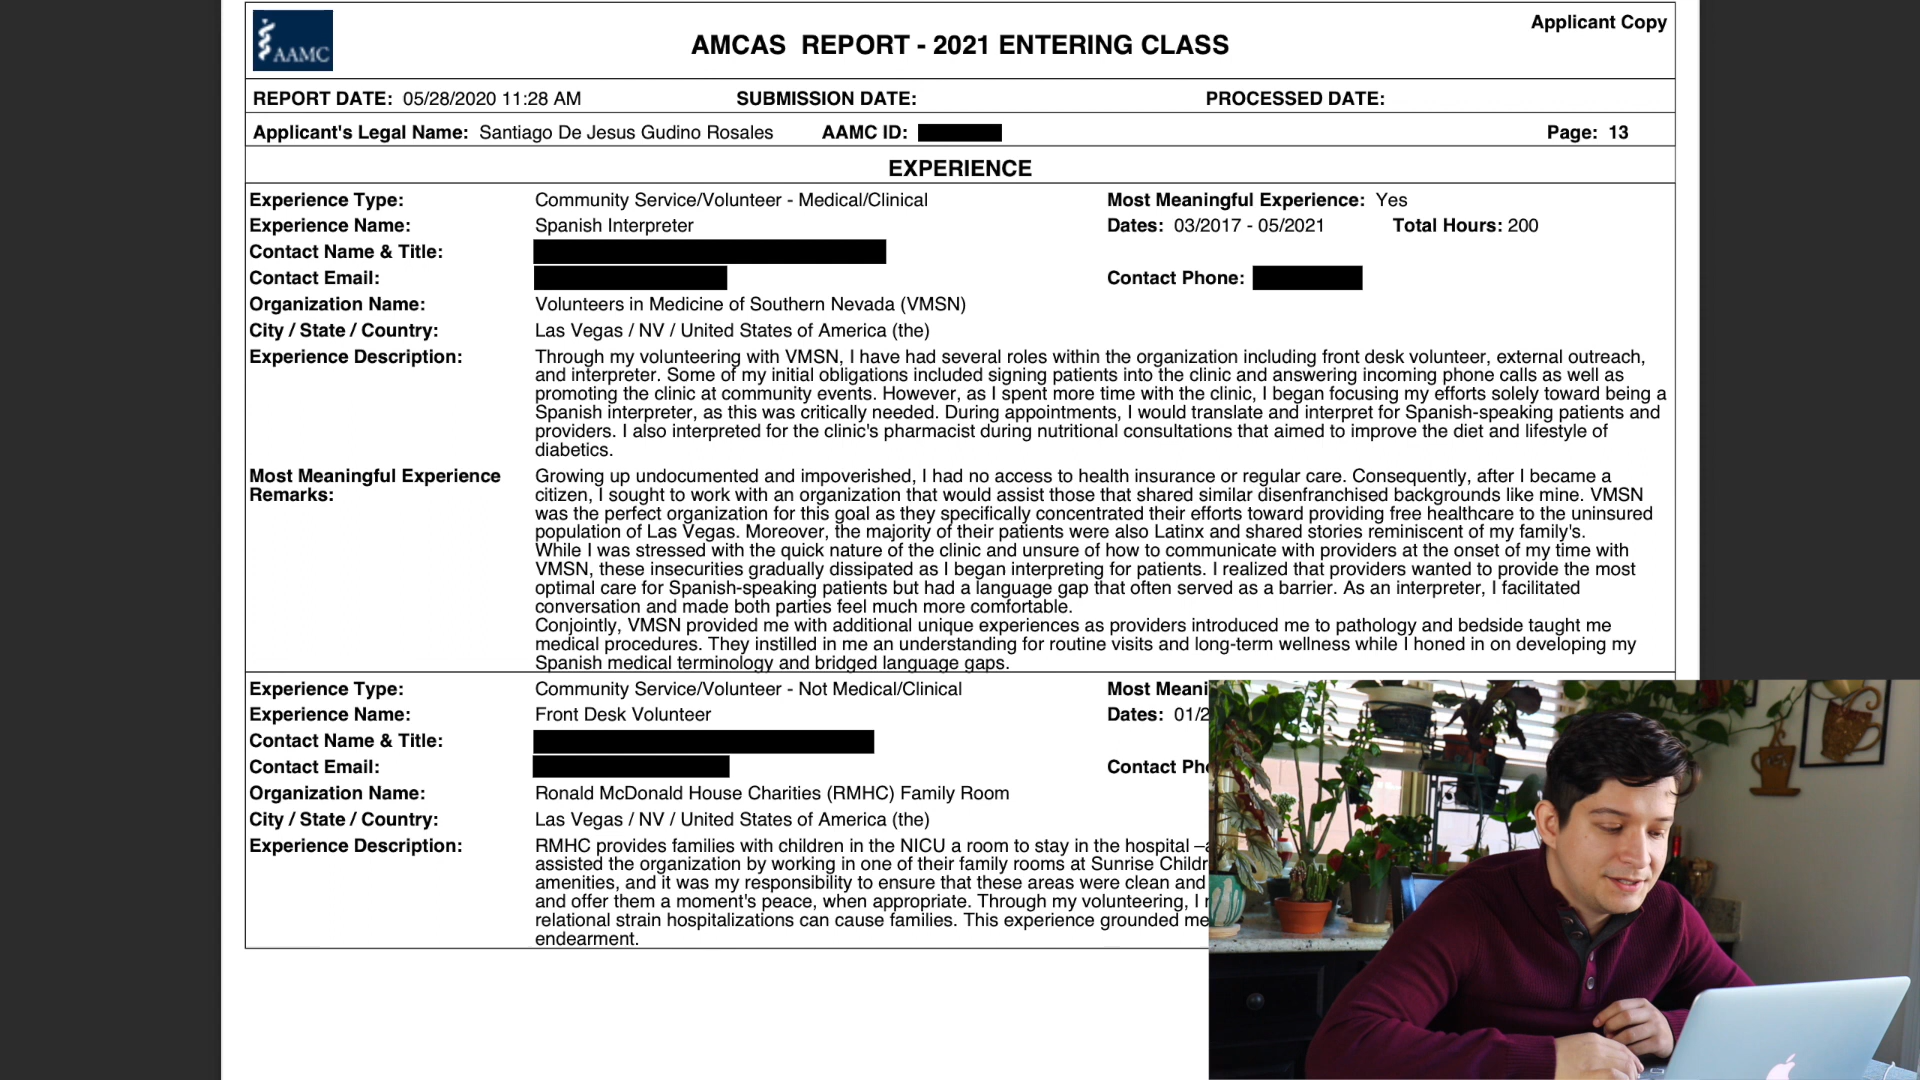 AAMC
AMCAS REPORT - 2021 ENTERING CLASS
Applicant Copy
REPORT DATE: 05/28/2020 11:28 AM SUBMISSION DATE: PROCESSED DATE:
Applicant's Legal Name: Santiago De Jesus Gudino Rosales AAMC ID: Page: 13
EXPERIENCE
Experience Type: Community Service/Volunteer - Medical/Clinical Most Meaningful Experience: Yes
Experience Name: Spanish Interpreter Dates: 03/2017 - 05/2021 Total Hours: 200
Contact Name & Title:
Contact Email: Contact Phone:
Organization Name: Volunteers in Medicine of Southern Nevada (VMSN)
City / State / Country: Las Vegas / NV / United States of America (the)
Experience Description: Through my volunteering with VMSN, I have had several roles within the organization including front desk volunteer, external outreach,
and interpreter. Some of my initial obligations included signing patients into the clinic and answering incoming phone calls as well as
promoting the clinic at community events. However, as I spent more time with the clinic, I began focusing my efforts solely toward being a
Spanish interpreter, as this was critically needed. During appointments, I would translate and interpret for Spanish-speaking patients and
providers. I also interpreted for the clinic's pharmacist during nutritional consultations that aimed to improve the diet and lifestyle of
diabetics.
Most Meaningful Experience Growing up undocumented and impoverished, I had no access to health insurance or regular care. Consequently, after I became a
Remarks: citizen, I sought to work with an organization that would assist those that shared similar disenfranchised backgrounds like mine. VMSN
was the perfect organization for this goal as they specifically concentrated their efforts toward providing free healthcare to the uninsured
population of Las Vegas. Moreover, the majority of their patients were also Latinx and shared stories reminiscent of my family's.
While I was stressed with the quick nature of the clinic and unsure of how to communicate with providers at the onset of my time with
VMSN, these insecurities gradually dissipated as I began interpreting for patients. I realized that providers wanted to provide the most
optimal care for Spanish-speaking patients but had a language gap that often served as a barrier. As an interpreter, I facilitated
conversation and made both parties feel much more comfortable.
Conjointly, VMSN provided me with additional unique experiences as providers introduced me to pathology and bedside taught me
medical procedures. They instilled in me an understanding for routine visits and long-term wellness while I honed in on developing my
Spanish medical terminology and bridged language gaps.
Experience Type: Community Service/Volunteer - Not Medical/Clinical Most Meani
Experience Name: Front Desk Volunteer Dates: 01/2
Contact Name & Title:
Contact Email: Contact Pho
Organization Name: Ronald McDonald House Charities (RMHC) Family Room
City / State / Country: Las Vegas / NV / United States of America (the)
Experience Description: RMHC provides families with children in the NICU a room to stay in the hospital –
assisted the organization by working in one of their family rooms at Sunrise Childr
amenities, and it was my responsibility to ensure that these areas were clean and
and offer them a moment's peace, when appropriate. Through my volunteering, I
relational strain hospitalizations can cause families. This experience grounded me
endearment.